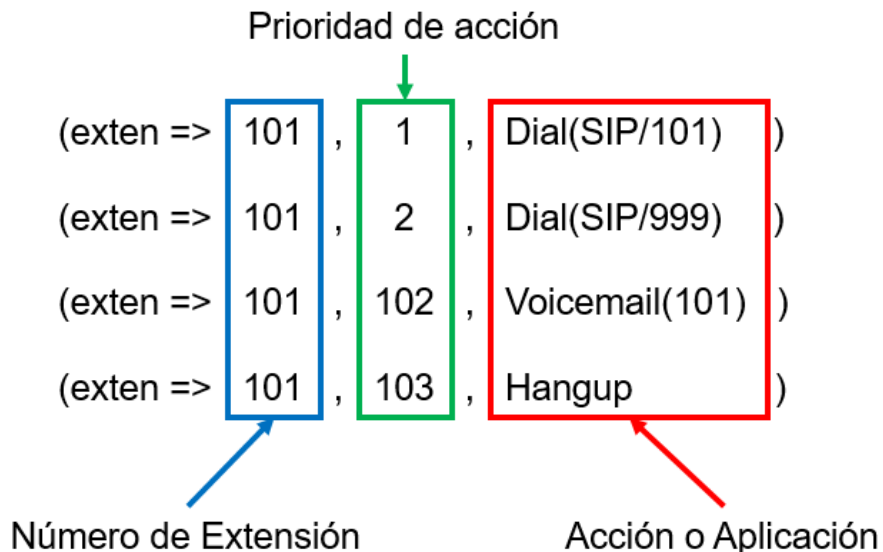 Prioridad de acción
(exten => 101 , 1 , Dial(SIP/101) )
(exten => 101 , 2 , Dial(SIP/999) )
(exten => 101 , 102 , Voicemail(101) )
(exten => 101 , 103 , Hangup )
Número de Extensión
Acción o Aplicación